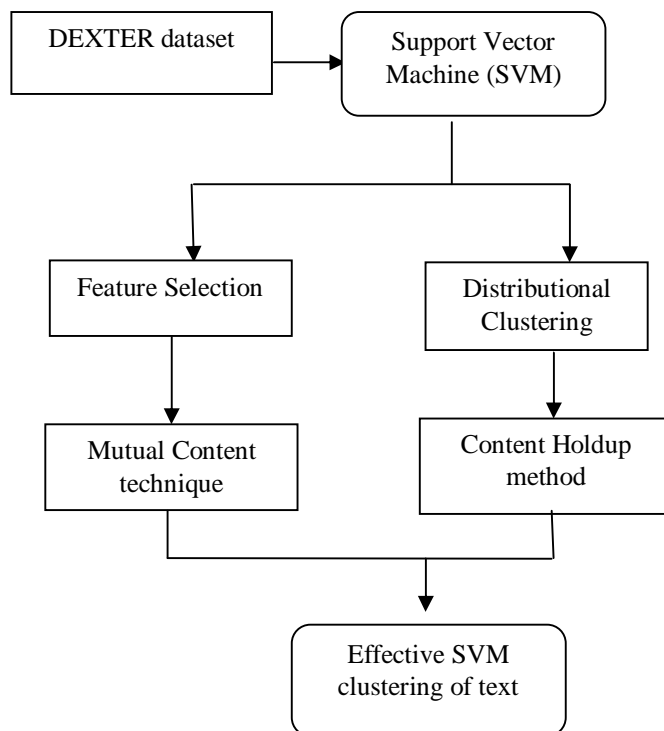 DEXTER dataset
Support Vector
Machine (SVM)
Feature Selection
Distributional
Clustering
Mutual Content
technique
Content Holdup
method
Effective SVM
clustering of text